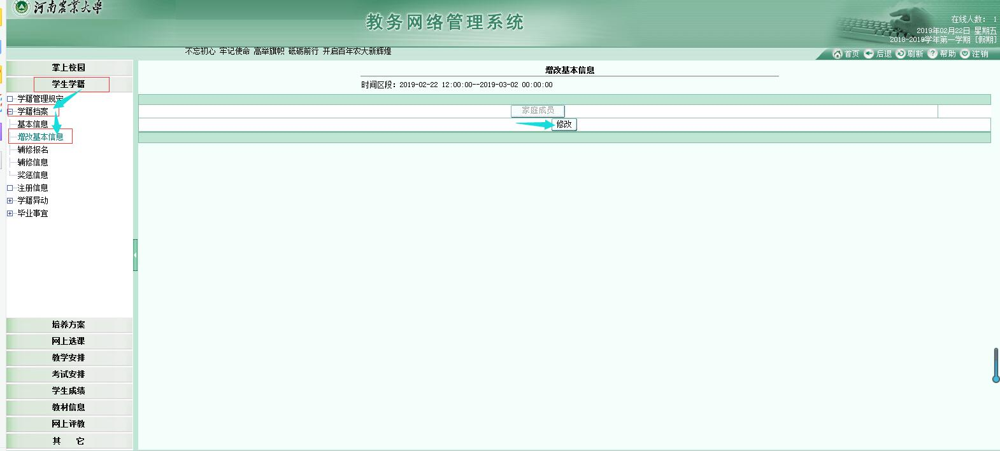 河南农业大学
教务网络管理系统
在线人数： 1
2019年02月22日 星期五
2018-2019学年第一学期 [假期]
不忘初心 牢记使命 高举旗帜 砥砺前行 开启百年农大新辉煌
首页 后退 刷新 帮助 注销
掌上校园
学生学籍
学籍管理规定
学籍档案
基本信息
增改基本信息
辅修报名
辅修信息
奖惩信息
注册信息
学籍异动
毕业事宜
培养方案
网上选课
教学安排
考试安排
学生成绩
教材信息
网上评教
其 它
增改基本信息
时间区段：2019-02-22 12:00:00--2019-03-02 00:00:00
家庭成员
修改